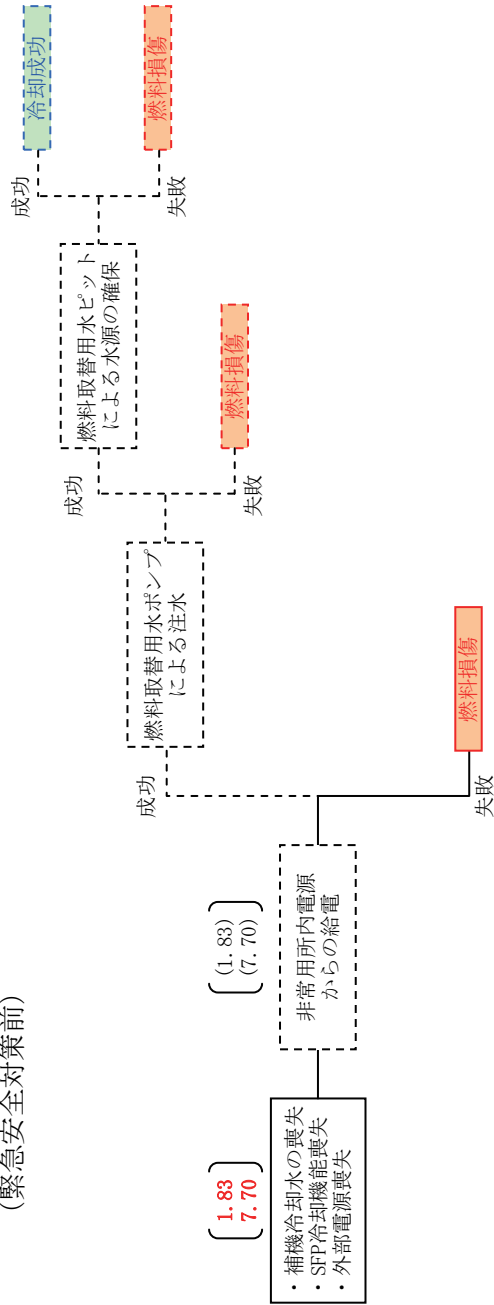 (緊急安全対策前)
1.83
7.70
・補機冷却水の喪失
・SFP冷却機能喪失
・外部電源喪失
(1.83)
(7.70)
非常用所内電源
からの給電
成功
失敗
燃料損傷
燃料取替用水ポンプ
による注水
成功
失敗
燃料損傷
燃料取替用水ピット
による水源の確保
成功
失敗
冷却成功
燃料損傷